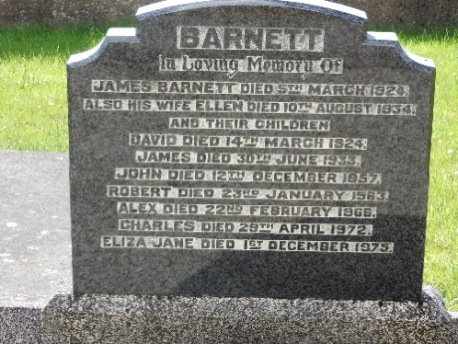 BARNETT
In Loving Memory Of
JAMES BARNETT DIED 5TH MARCH 1924.
ALSO HIS WIFE ELLEN DIED 10TH AUGUST 1934.
AND THEIR CHILDREN
DAVID DIED 14TH MARCH 1924.
JAMES DIED 30TH JUNE 1933.
JOHN DIED 12TH DECEMBER 1957.
ROBERT DIED 23RD JANUARY 1963.
ALEX DIED 22ND FEBRUARY 1966.
CHARLES DIED 29TH APRIL 1972.
ELIZA JANE DIED 1ST DECEMBER 1975.